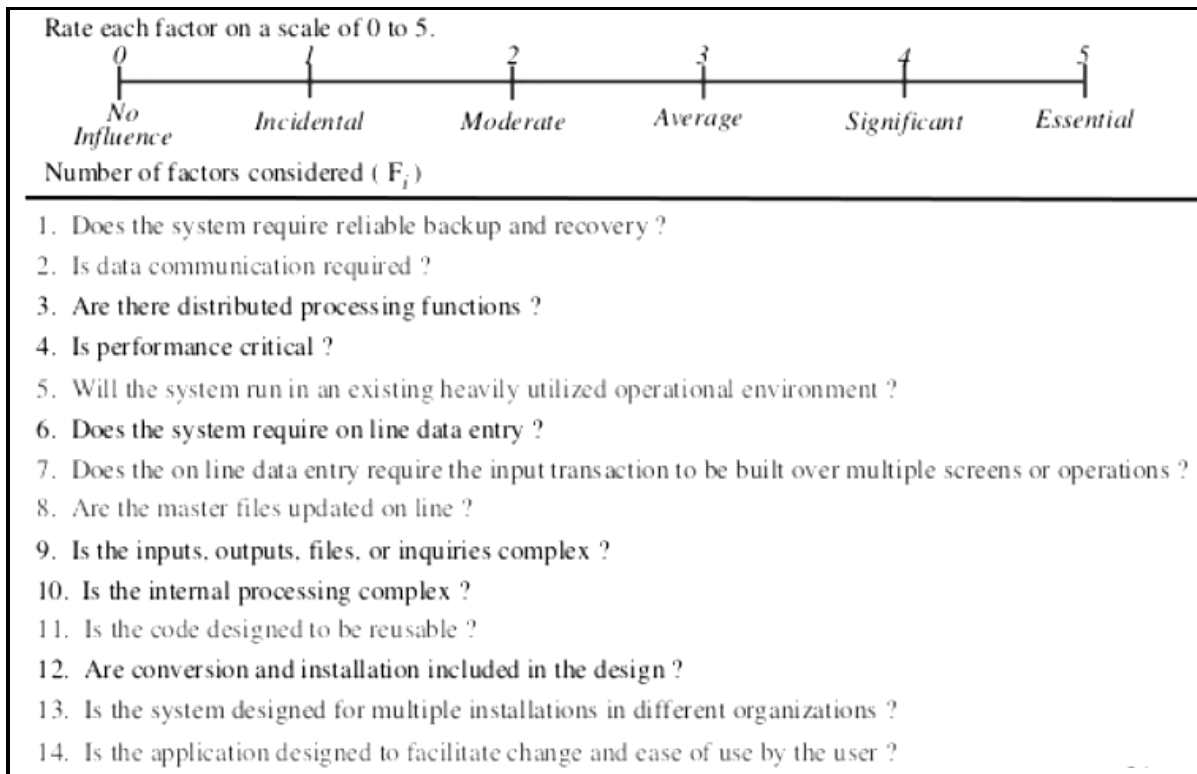 Rate each factor on a scale of 0 to 5.
0 1 2 3 4 5
No Influence Incidental Moderate Average Significant Essential
Number of factors considered ( Fi )
1. Does the system require reliable backup and recovery ?
2. Is data communication required ?
3. Are there distributed processing functions ?
4. Is performance critical ?
5. Will the system run in an existing heavily utilized operational environment ?
6. Does the system require on line data entry ?
7. Does the on line data entry require the input transaction to be built over multiple screens or operations ?
8. Are the master files updated on line ?
9. Is the inputs, outputs, files, or inquiries complex ?
10. Is the internal processing complex ?
11. Is the code designed to be reusable ?
12. Are conversion and installation included in the design ?
13. Is the system designed for multiple installations in different organizations ?
14. Is the application designed to facilitate change and ease of use by the user ?